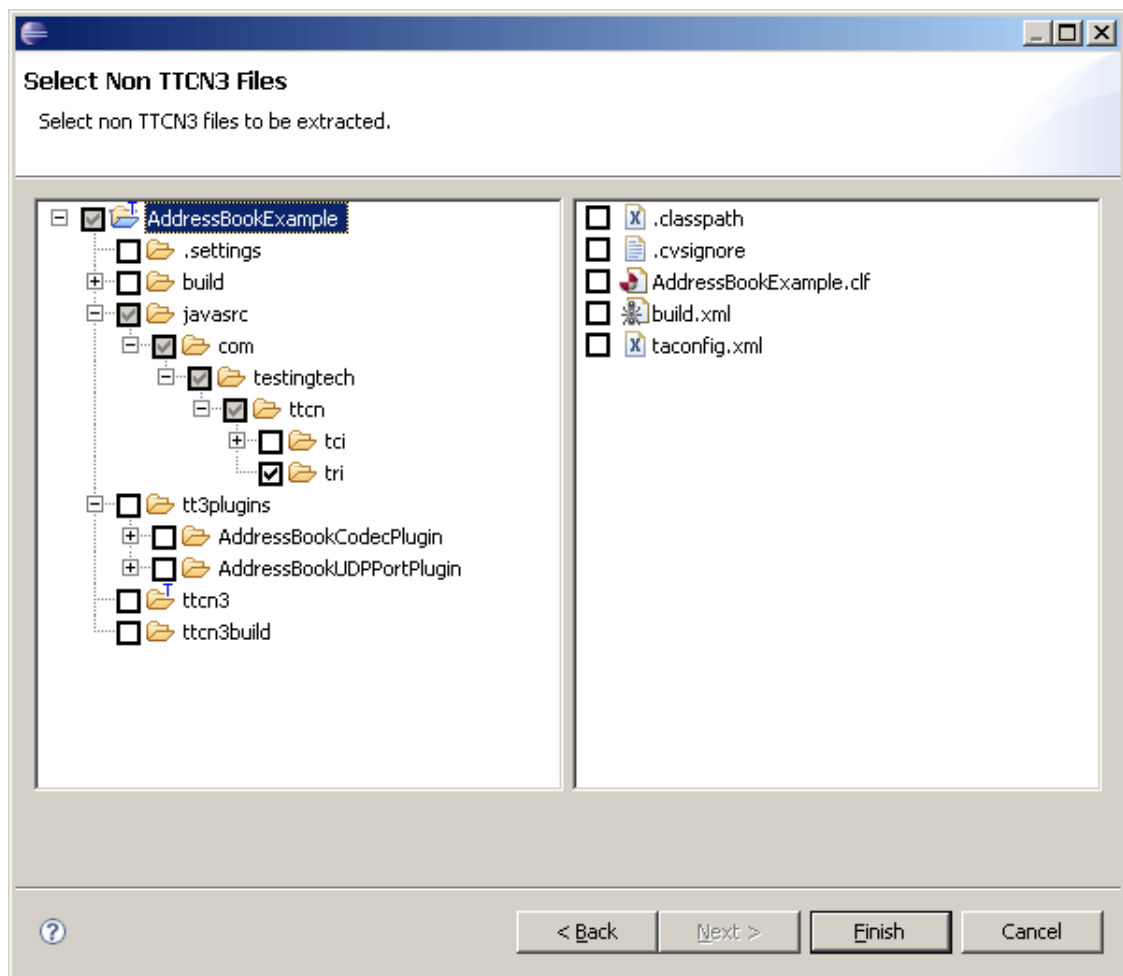 Select Non TTCN3 Files
Select non TTCN3 files to be extracted.
AddressBookExample
.settings
build
javasrc
com
testingtech
ttcn
tci
tri
tt3plugins
AddressBookCodecPlugin
AddressBookUDPPortPlugin
ttcn3
ttcn3build
.classpath
.cvsignore
AddressBookExample.clf
build.xml
taconfig.xml
< Back
Next >
Finish
Cancel